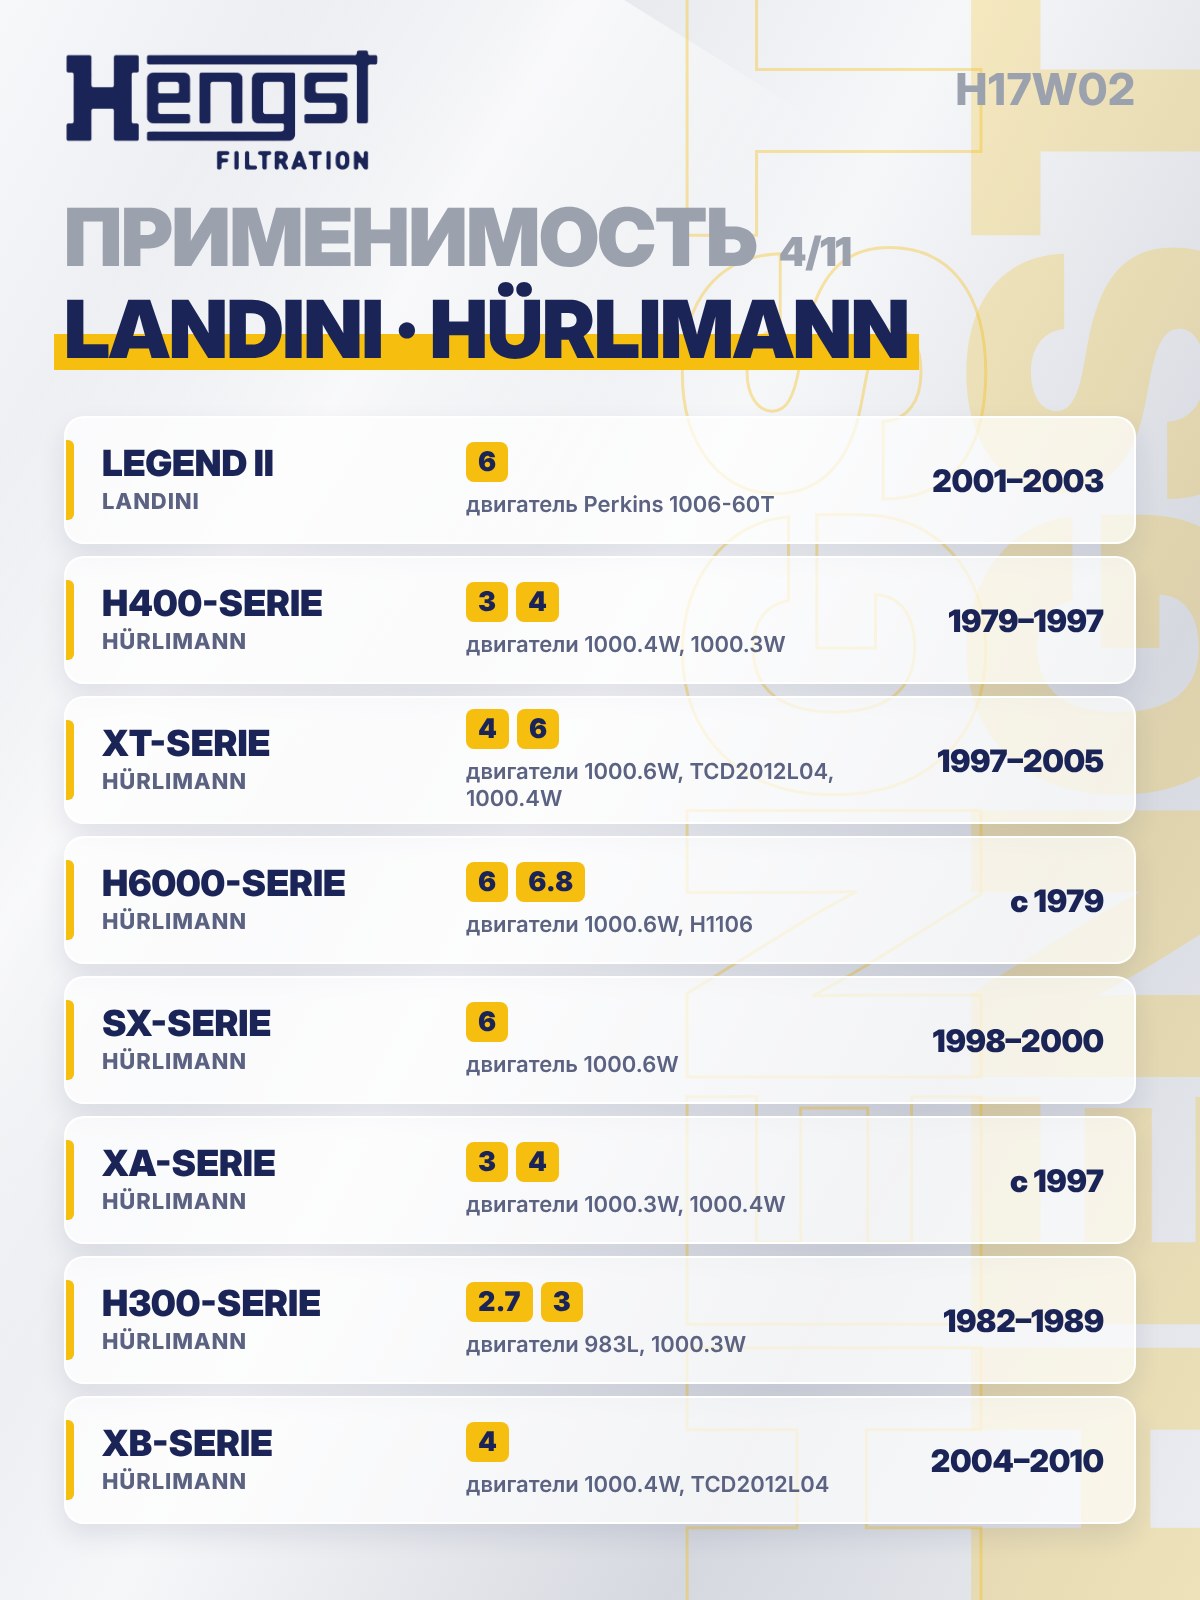 Hengst
FILTRATION
H17W02
ПРИМЕНИМОСТЬ 4/11
LANDINI · HÜRLIMANN
LEGEND II
LANDINI
6
двигатель Perkins 1006-60T
2001–2003
H400-SERIE
HÜRLIMANN
3 4
двигатели 1000.4W, 1000.3W
1979–1997
XT-SERIE
HÜRLIMANN
4 6
двигатели 1000.6W, TCD2012L04,
1000.4W
1997–2005
H6000-SERIE
HÜRLIMANN
6 6.8
двигатели 1000.6W, H1106
с 1979
SX-SERIE
HÜRLIMANN
6
двигатель 1000.6W
1998–2000
XA-SERIE
HÜRLIMANN
3 4
двигатели 1000.3W, 1000.4W
с 1997
H300-SERIE
HÜRLIMANN
2.7 3
двигатели 983L, 1000.3W
1982–1989
XB-SERIE
HÜRLIMANN
4
двигатели 1000.4W, TCD2012L04
2004–2010
HENGST